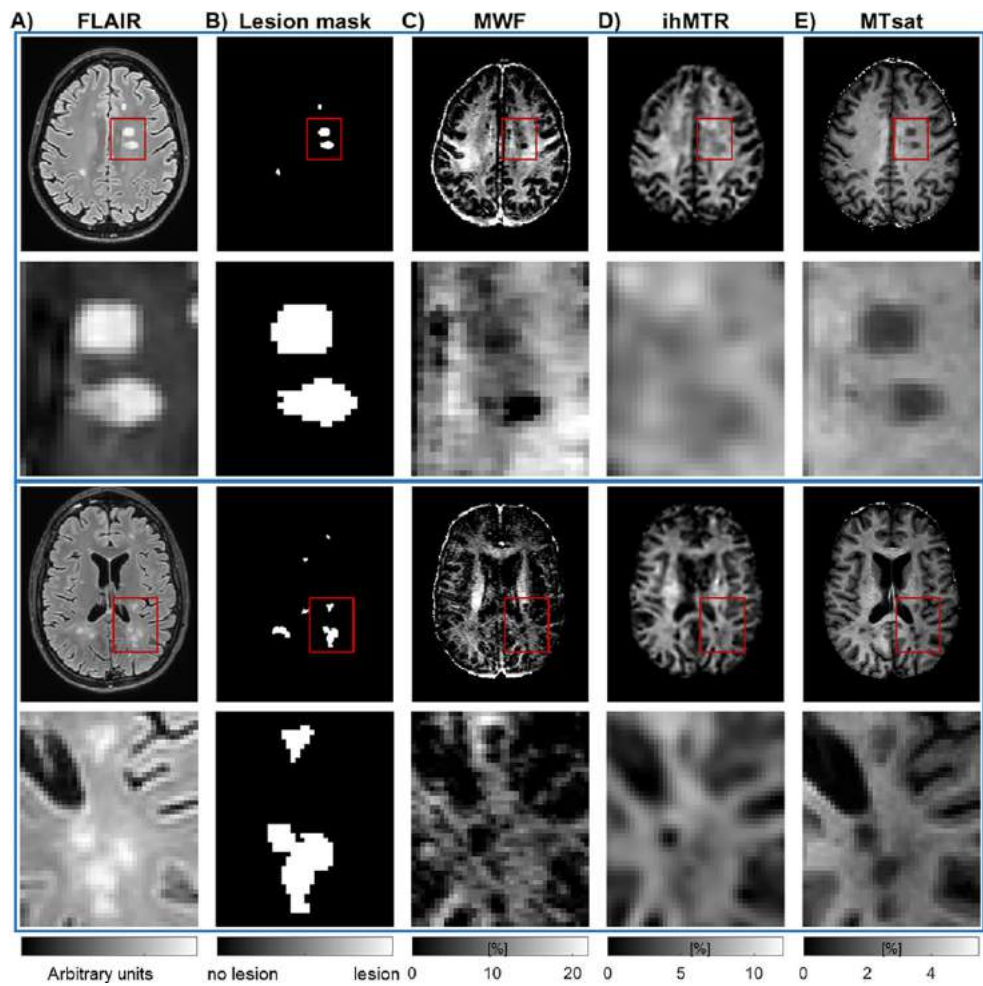 A) FLAIR B) Lesion mask C) MWF D) ihMTR E) MTsat
[%] [%] [%]
Arbitrary units no lesion lesion 0 10 20 0 5 10 0 2 4